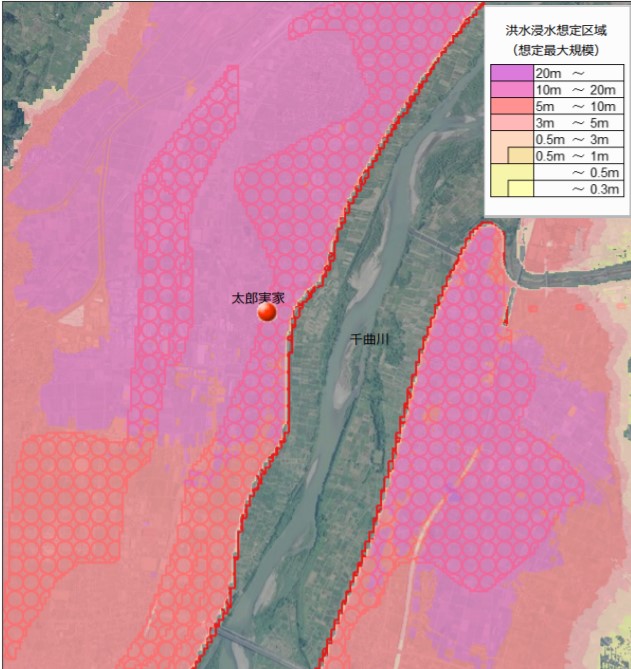 洪水浸水想定区域
（想定最大規模）
20m ～
10m ～ 20m
5m ～ 10m
3m ～ 5m
0.5m ～ 3m
0.5m ～ 1m
～ 0.5m
～ 0.3m
太郎実家
千曲川